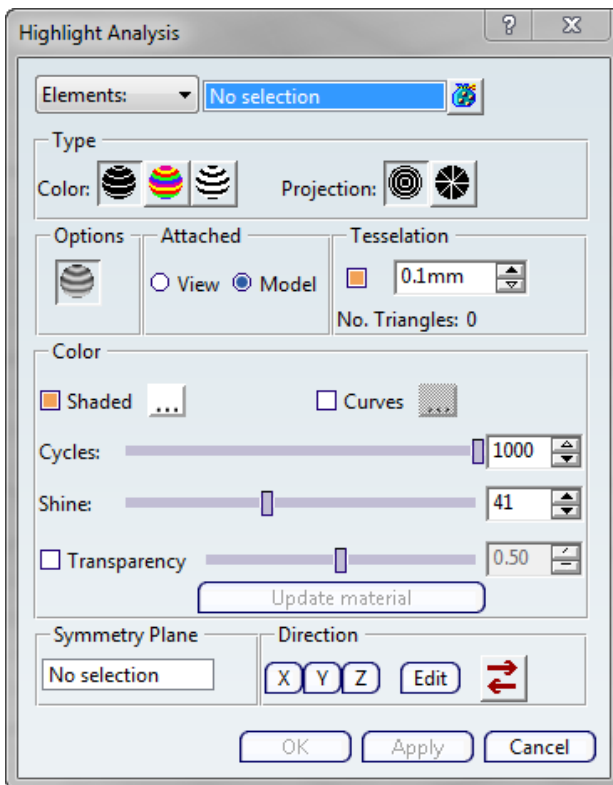 Highlight Analysis
?
Elements: No selection
Type
Color: Projection:
Options Attached Tesselation
View Model 0.1mm
No. Triangles: 0
Color
Shaded ... Curves ...
Cycles: 1000
Shine: 41
Transparency 0.50
Update material
Symmetry Plane Direction
No selection X Y Z Edit
OK Apply Cancel